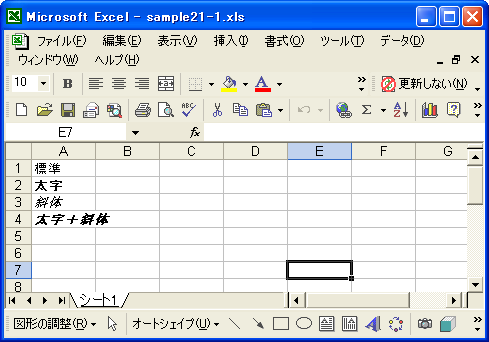 Microsoft Excel - sample21-1.xls
ファイル(F) 編集(E) 表示(V) 挿入(I) 書式(O) ツール(T) データ(D)
ウィンドウ(W) ヘルプ(H)
10 B A 更新しない(N)
ABC Σ A Z
E7 fx
A B C D E F G
1 標準
2 太字
3 斜体
4 太字+斜体
5
6
7
8
シート1
図形の調整(R) オートシェイプ(U) A